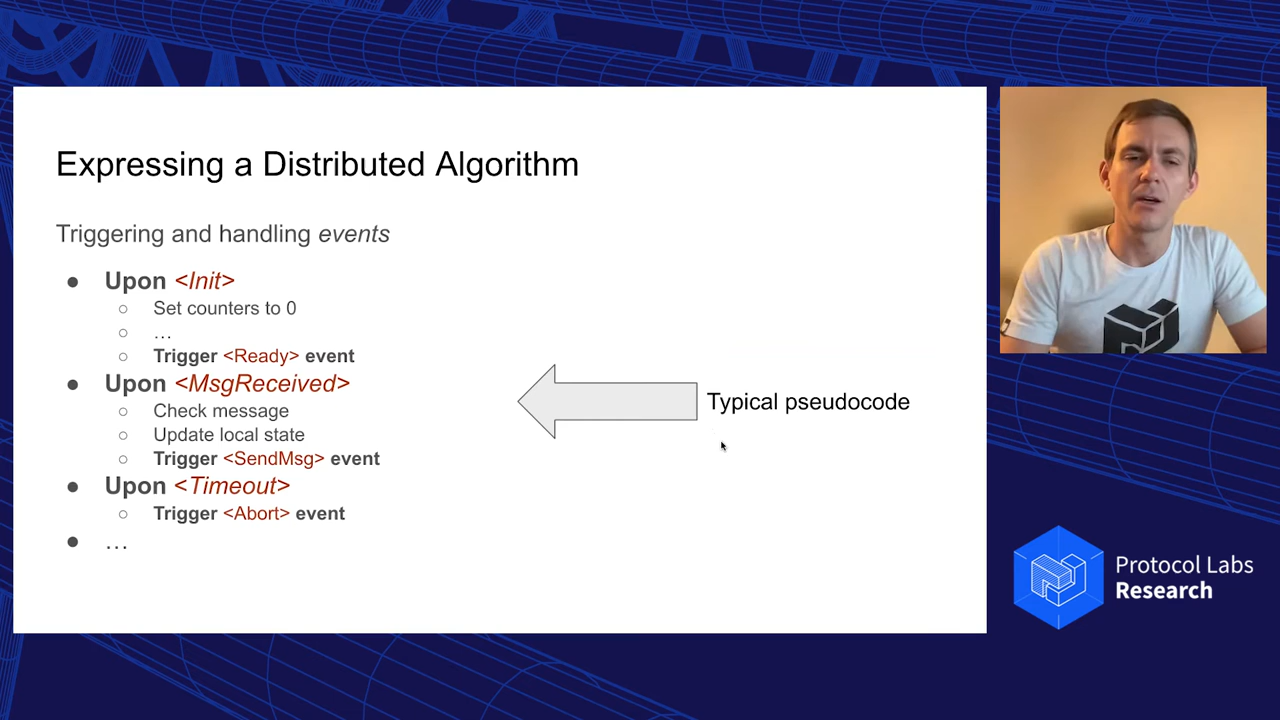 Expressing a Distributed Algorithm
Triggering and handling events
● Upon <Init>
○ Set counters to 0
○ …
○ Trigger <Ready> event
● Upon <MsgReceived>
○ Check message
○ Update local state
○ Trigger <SendMsg> event
● Upon <Timeout>
○ Trigger <Abort> event
● …
Typical pseudocode
Protocol Labs
Research